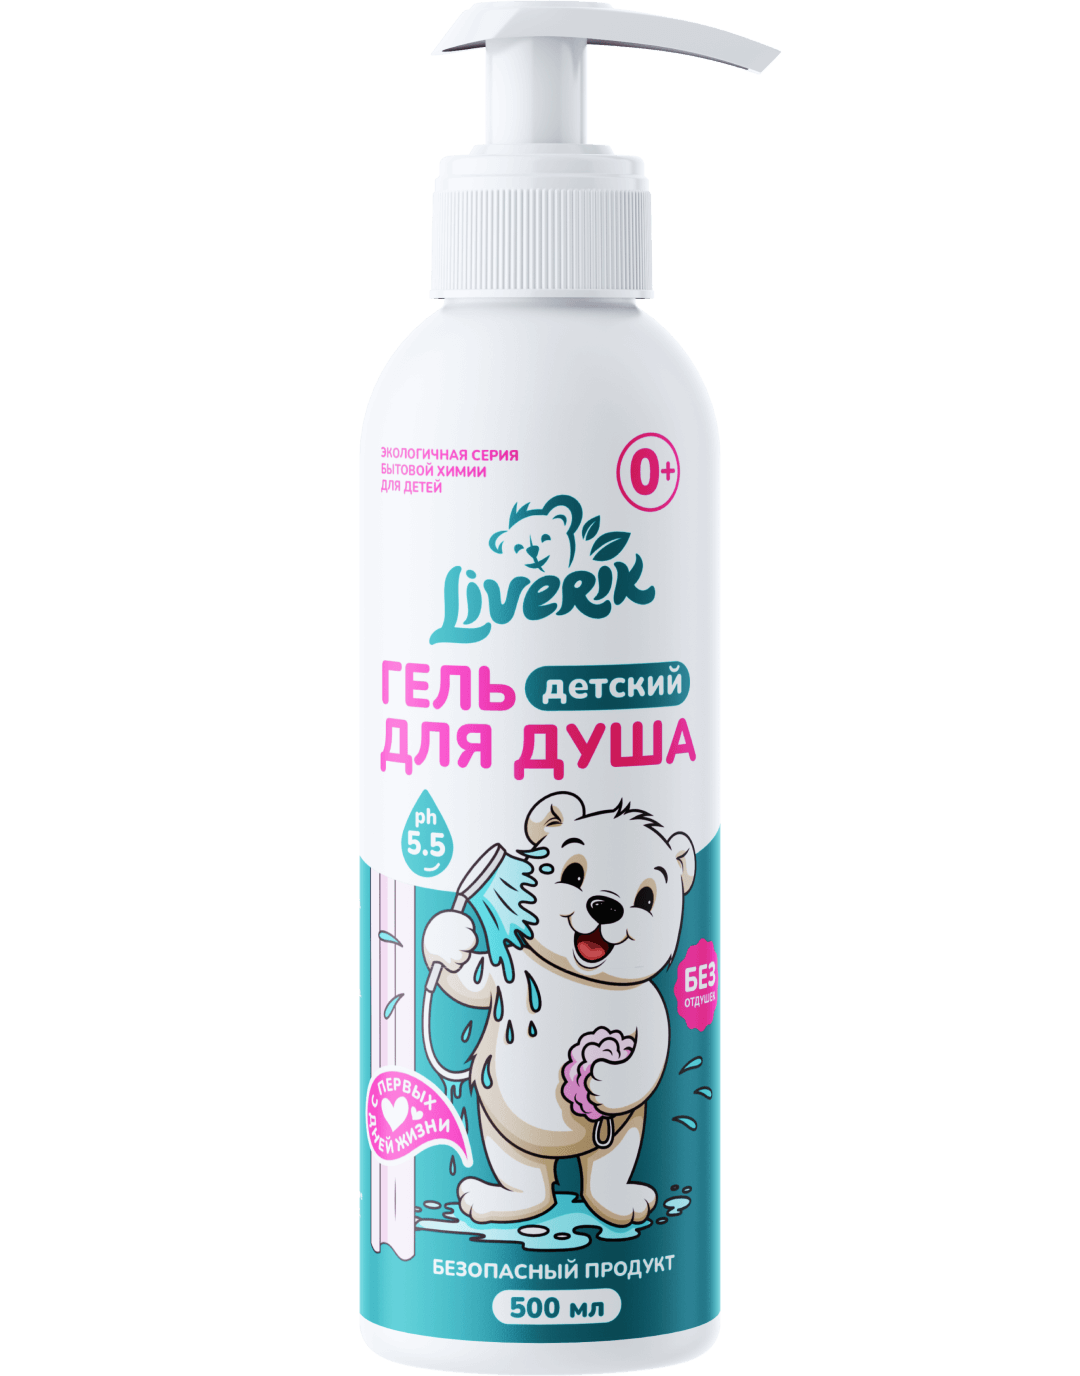 ЭКОЛОГИЧНАЯ СЕРИЯ
БЫТОВОЙ ХИМИИ
ДЛЯ ДЕТЕЙ
0+
Liverik
ГЕЛЬ детский
ДЛЯ ДУША
ph
5.5
БЕЗ
ОТДУШЕК
С ПЕРВЫХ
ДНЕЙ ЖИЗНИ
БЕЗОПАСНЫЙ ПРОДУКТ
500 мл